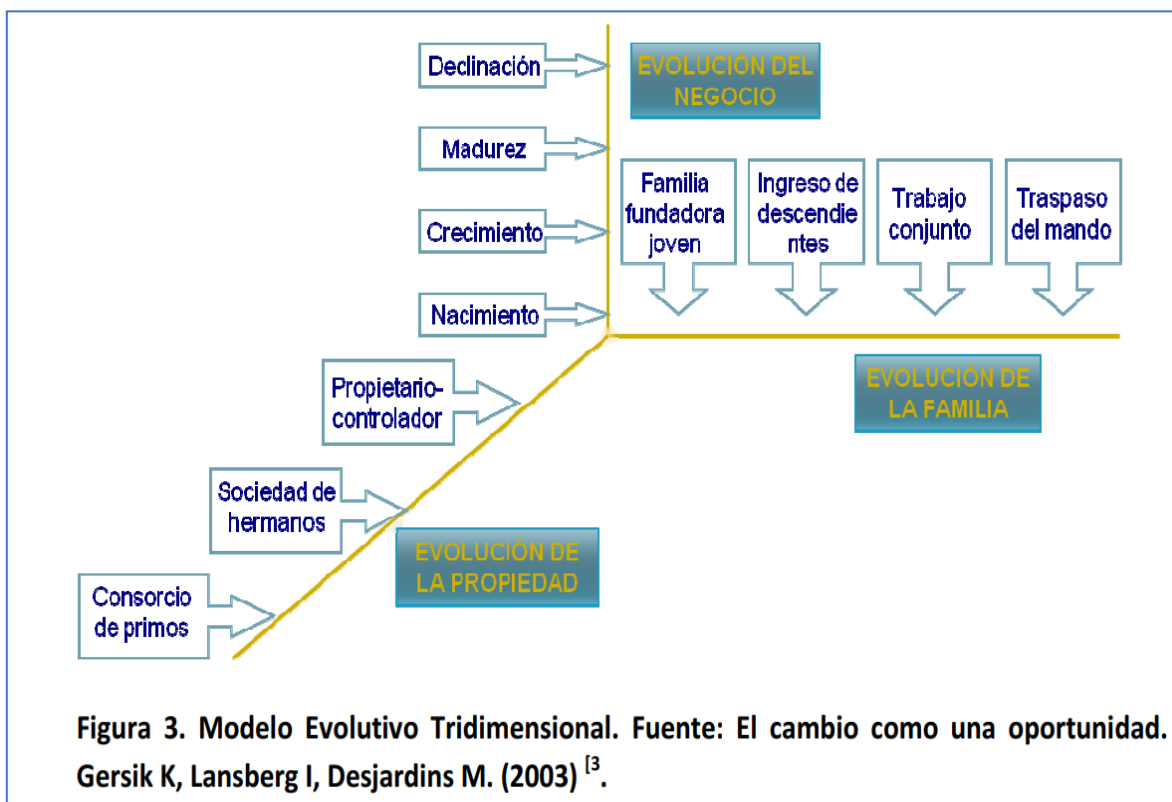 Declinación
EVOLUCIÓN DEL
NEGOCIO
Madurez
Crecimiento
Nacimiento
Familia
fundadora
joven
Ingreso de
descendie
ntes
Trabajo
conjunto
Traspaso
del mando
EVOLUCIÓN DE
LA FAMILIA
Propietario-
controlador
Sociedad de
hermanos
EVOLUCIÓN DE
LA PROPIEDAD
Consorcio
de primos
Figura 3. Modelo Evolutivo Tridimensional. Fuente: El cambio como una oportunidad.
Gersik K, Lansberg I, Desjardins M. (2003) [3.